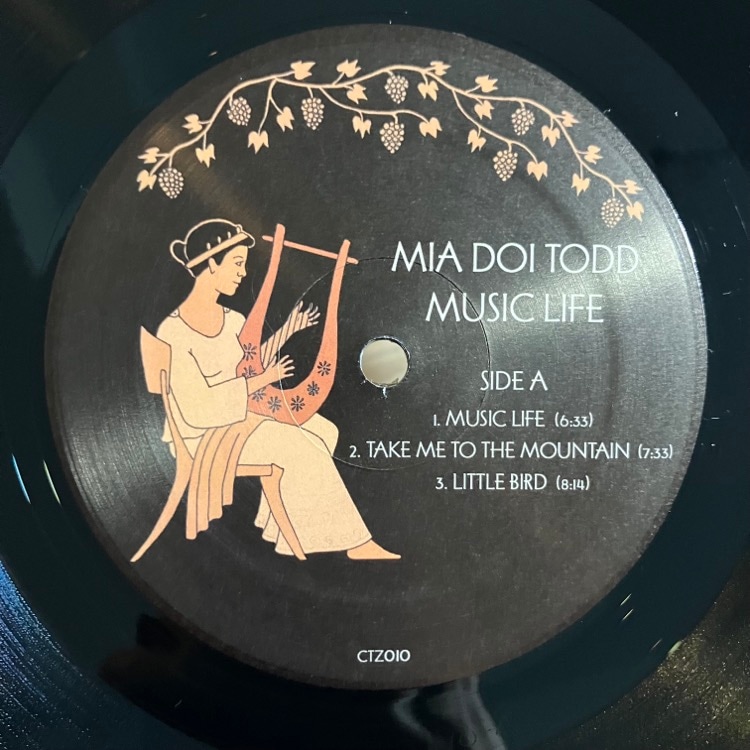 MIA DOI TODD
MUSIC LIFE
SIDE A
1. MUSIC LIFE (6:33)
2. TAKE ME TO THE MOUNTAIN (7:33)
3. LITTLE BIRD (8:14)
CTZ010